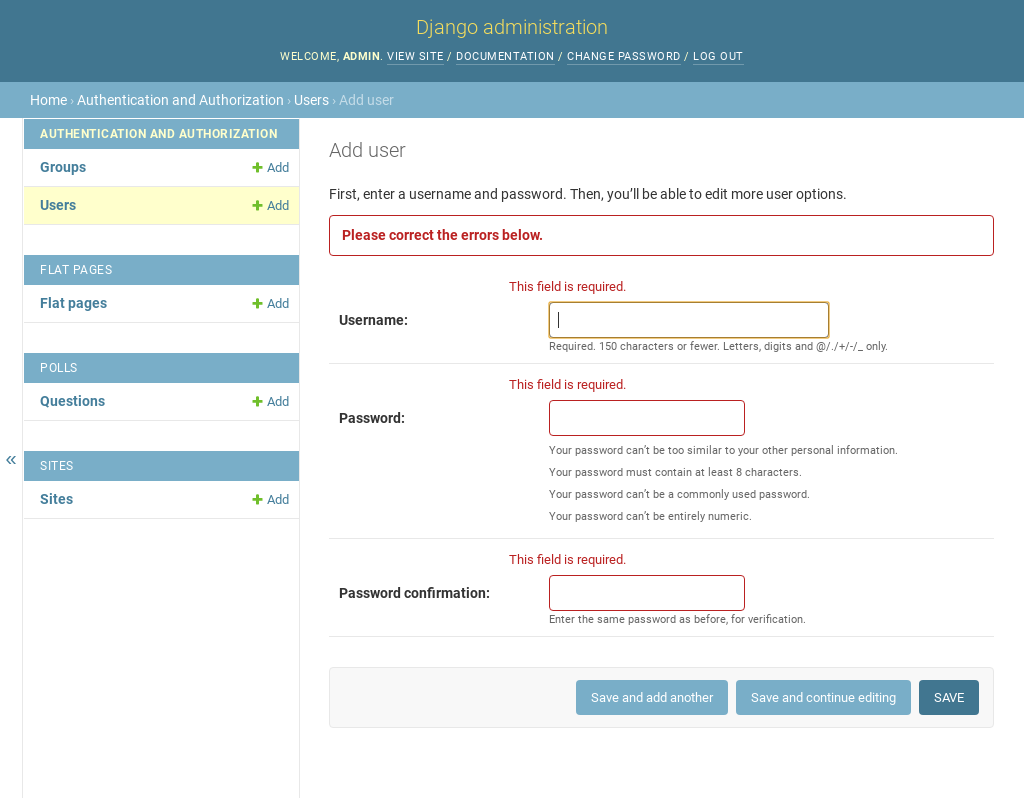 Django administration
WELCOME, ADMIN. VIEW SITE / DOCUMENTATION / CHANGE PASSWORD / LOG OUT
Home › Authentication and Authorization › Users › Add user
AUTHENTICATION AND AUTHORIZATION
Groups Add
Users Add
FLAT PAGES
Flat pages Add
POLLS
Questions Add
SITES
Sites Add
«
Add user
First, enter a username and password. Then, you’ll be able to edit more user options.
Please correct the errors below.
This field is required.
Username:
Required. 150 characters or fewer. Letters, digits and @/./+/-/_ only.
This field is required.
Password:
Your password can’t be too similar to your other personal information.
Your password must contain at least 8 characters.
Your password can’t be a commonly used password.
Your password can’t be entirely numeric.
This field is required.
Password confirmation:
Enter the same password as before, for verification.
Save and add another Save and continue editing SAVE